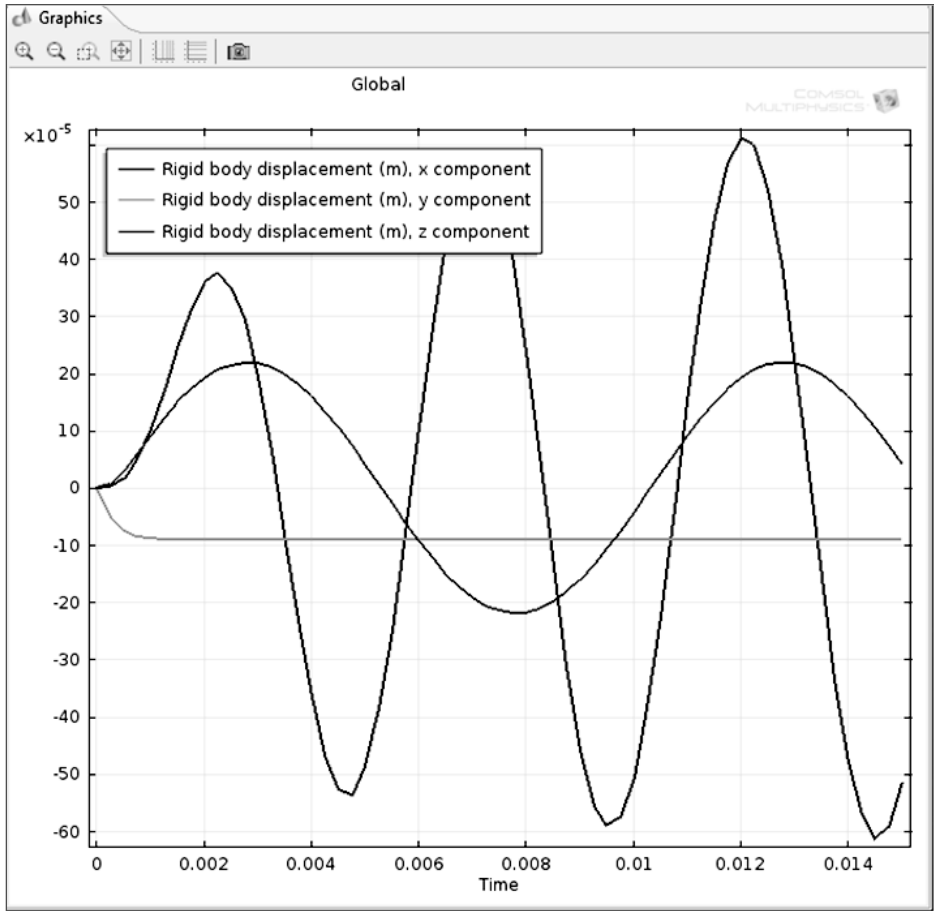 Graphics
Global
COMSOL
MULTIPHYSICS
×10-5
Rigid body displacement (m), x component
Rigid body displacement (m), y component
Rigid body displacement (m), z component
50
40
30
20
10
0
-10
-20
-30
-40
-50
-60
0 0.002 0.004 0.006 0.008 0.01 0.012 0.014
Time